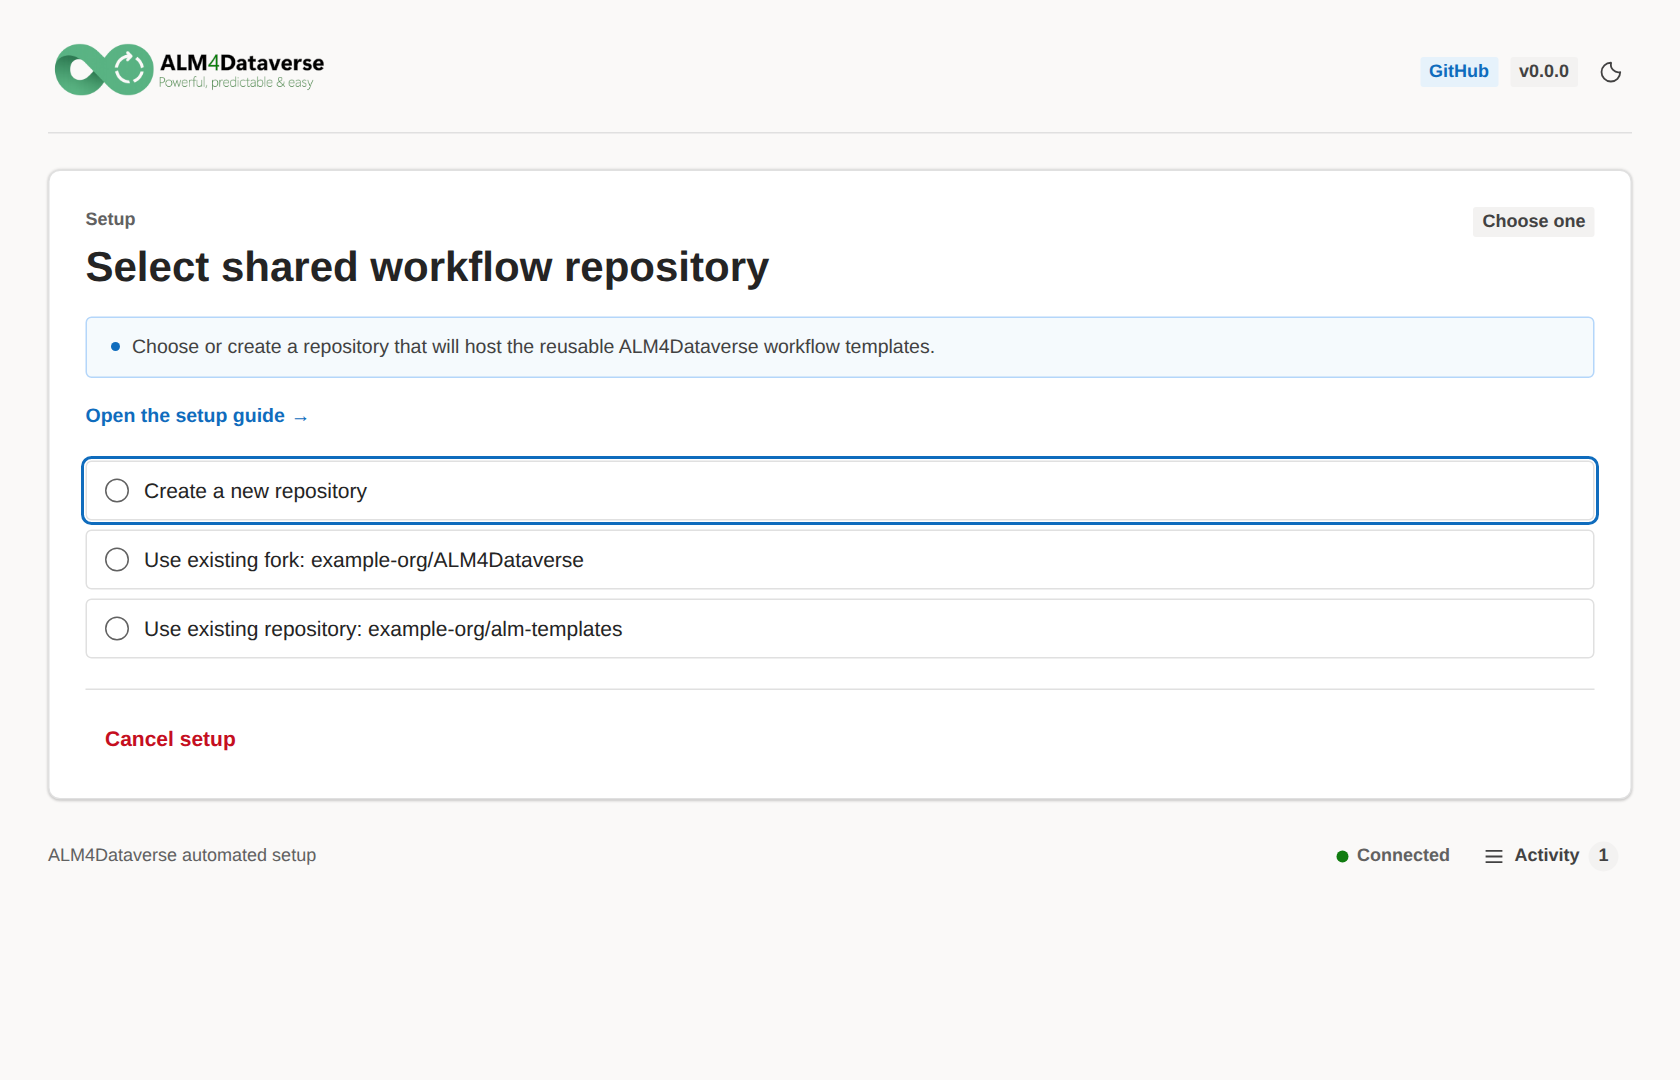 ALM4Dataverse
Powerful, predictable & easy
GitHub
v0.0.0
Setup
Choose one
Select shared workflow repository
Choose or create a repository that will host the reusable ALM4Dataverse workflow templates.
Open the setup guide →
Create a new repository
Use existing fork: example-org/ALM4Dataverse
Use existing repository: example-org/alm-templates
Cancel setup
ALM4Dataverse automated setup
Connected
Activity 1